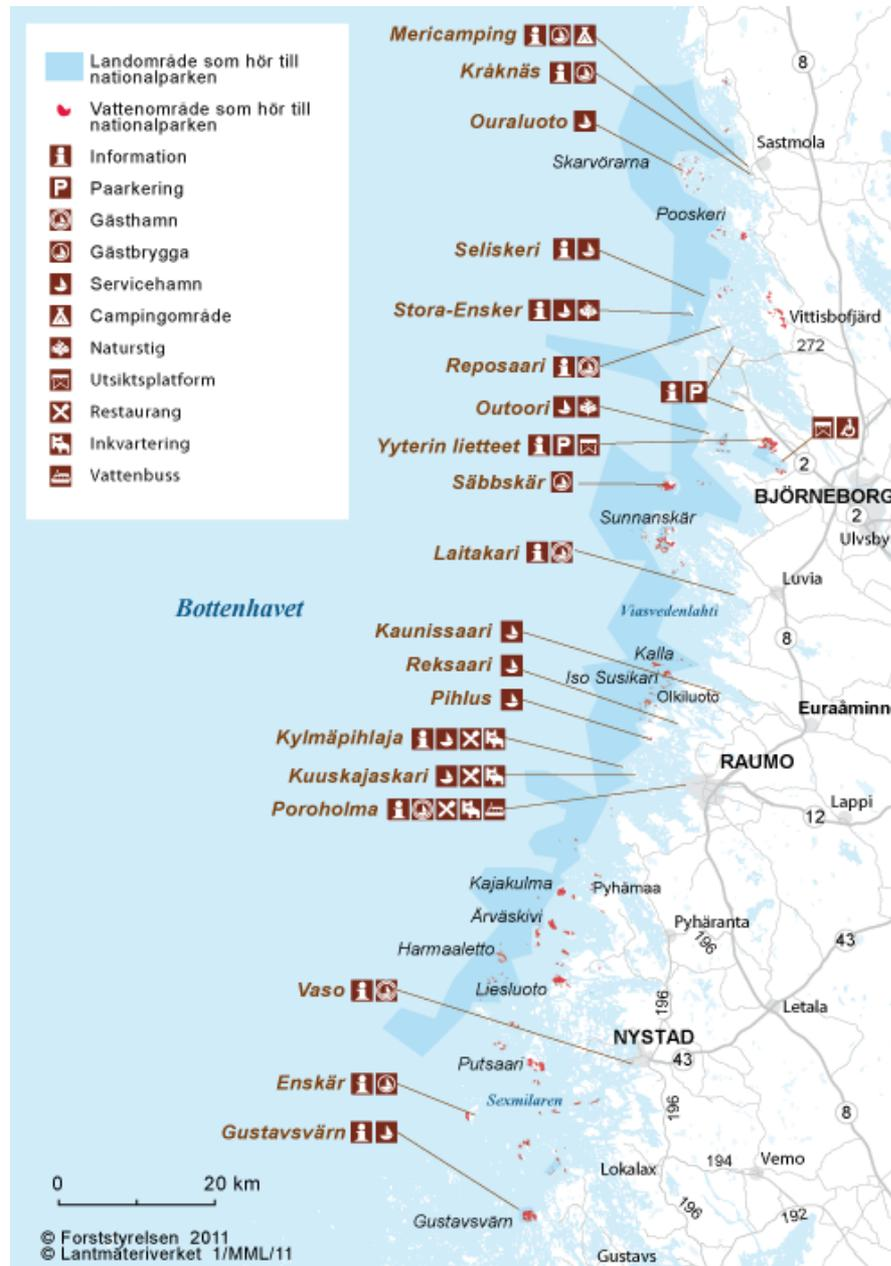 Landområde som hör till
nationalparken
Vattenområde som hör till
nationalparken
Information
Paarkering
Gästhamn
Gästbrygga
Servicehamn
Campingområde
Naturstig
Utsiktsplatform
Restaurang
Inkvartering
Vattenbuss
Mericamping
Kråknäs
Ouraluoto
Skarvörarna
Sastmola
8
Pooskeri
Seliskeri
Stora-Ensker
Vittisbofjärd
272
Reposaari
P
Outoori
Yyterin lietteet
P
2
Säbbskär
BJÖRNEBORG
2
Ulvsby
Sunnanskär
Laitakari
Luvia
Bottenhavet
Viasvedenlahti
8
Kaunissaari
Kalla
Reksaari
Iso Susikari
Olkiluoto
Pihlus
Euraåminn
Kylmäpihlaja
RAUMO
Kuuskajaskari
Poroholma
Lappi
12
Kajakulma
Pyhämaa
Ärväskivi
Pyhäranta
196
43
Harmaaletto
Vaso
Liesluoto
196
Letala
NYSTAD
43
Putsaari
Enskär
Sexmilaren
196
8
Gustavsvärn
Lokalax
194
Vemo
0 20 km
196
192
Gustavsvärn
© Forststyrelsen 2011
© Lantmäteriverket 1/MML/11
Gustavs